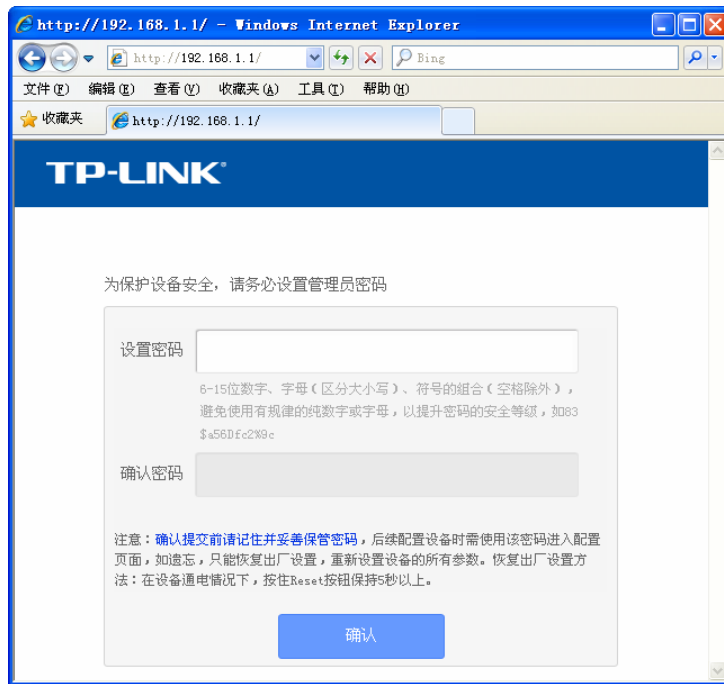 http://192.168.1.1/ - Windows Internet Explorer
http://192.168.1.1/ Bing
文件(F) 编辑(E) 查看(V) 收藏夹(A) 工具(T) 帮助(H)
收藏夹 http://192.168.1.1/
TP-LINK®
为保护设备安全，请务必设置管理员密码
设置密码
6-15位数字、字母（区分大小写）、符号的组合（空格除外），
避免使用有规律的纯数字或字母，以提升密码的安全等级，如83
$a56Dfc2%9c
确认密码
注意：确认提交前请记住并妥善保管密码，后续配置设备时需使用该密码进入配置
页面，如遗忘，只能恢复出厂设置，重新设置设备的所有参数。恢复出厂设置方
法：在设备通电情况下，按住Reset按钮保持5秒以上。
确认